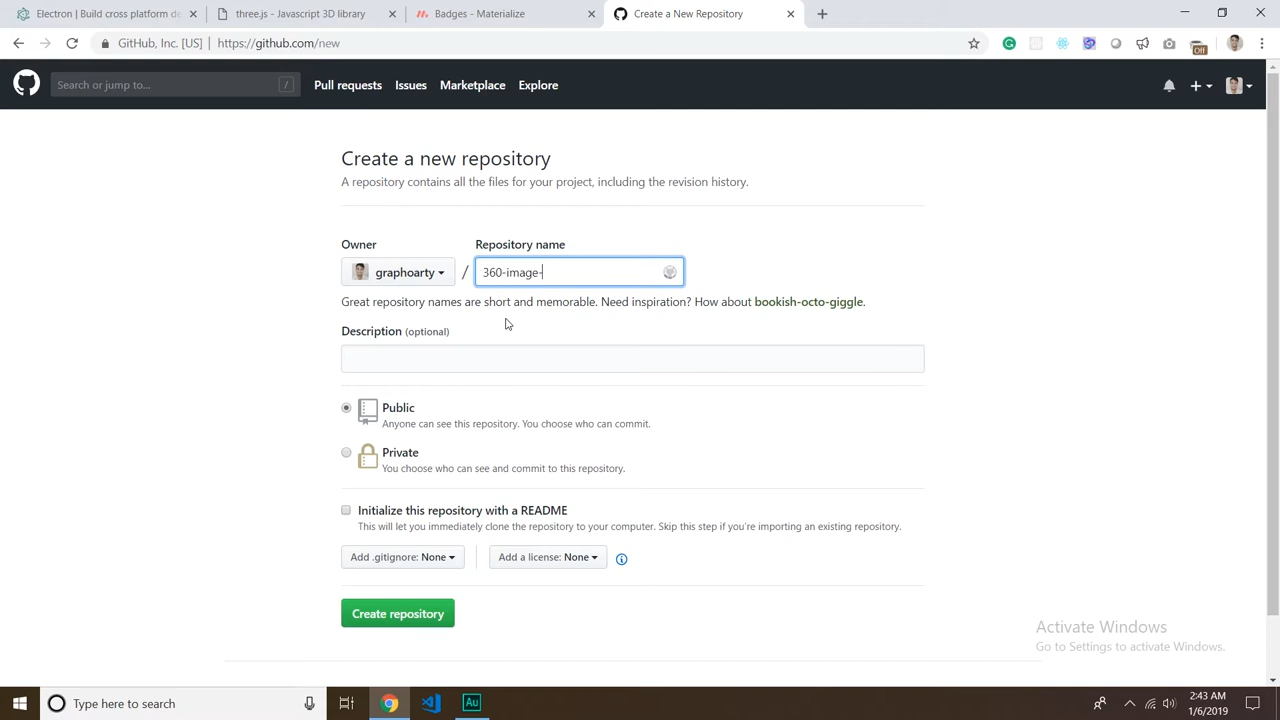 Electron | Build cross platform de
three.js - Javascript 3D library
Badges - Materialize
Create a New Repository
GitHub, Inc. [US] | https://github.com/new
Off
Search or jump to...
/
Pull requests
Issues
Marketplace
Explore
Create a new repository
A repository contains all the files for your project, including the revision history.
Owner
Repository name
graphoarty
/
360-image-
Great repository names are short and memorable. Need inspiration? How about bookish-octo-giggle.
Description (optional)
Public
Anyone can see this repository. You choose who can commit.
Private
You choose who can see and commit to this repository.
Initialize this repository with a README
This will let you immediately clone the repository to your computer. Skip this step if you're importing an existing repository.
Add .gitignore: None
Add a license: None
Create repository
Activate Windows
Go to Settings to activate Windows.
Type here to search
Au
2:43 AM
1/6/2019